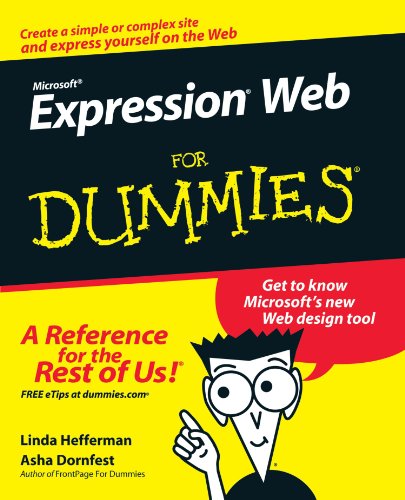 Create a simple or complex site
and express yourself on the Web
Microsoft®
Expression® Web
FOR
DUMMIES®
Get to know
Microsoft's new
Web design tool
A Reference
for the
Rest of Us!®
FREE eTips at dummies.com®
Linda Hefferman
Asha Dornfest
Author of FrontPage For Dummies
®